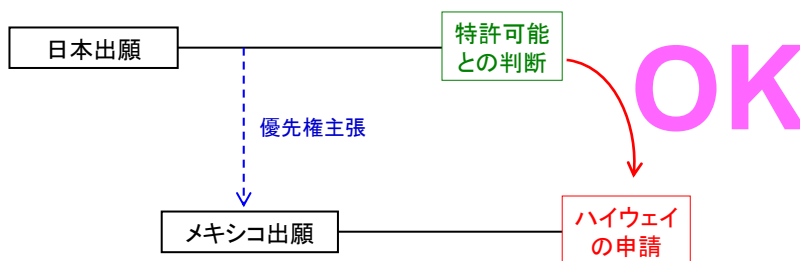 日本出願
特許可能
との判断
OK
優先権主張
メキシコ出願
ハイウェイ
の申請